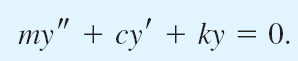 my″ + cy′ + ky = 0.